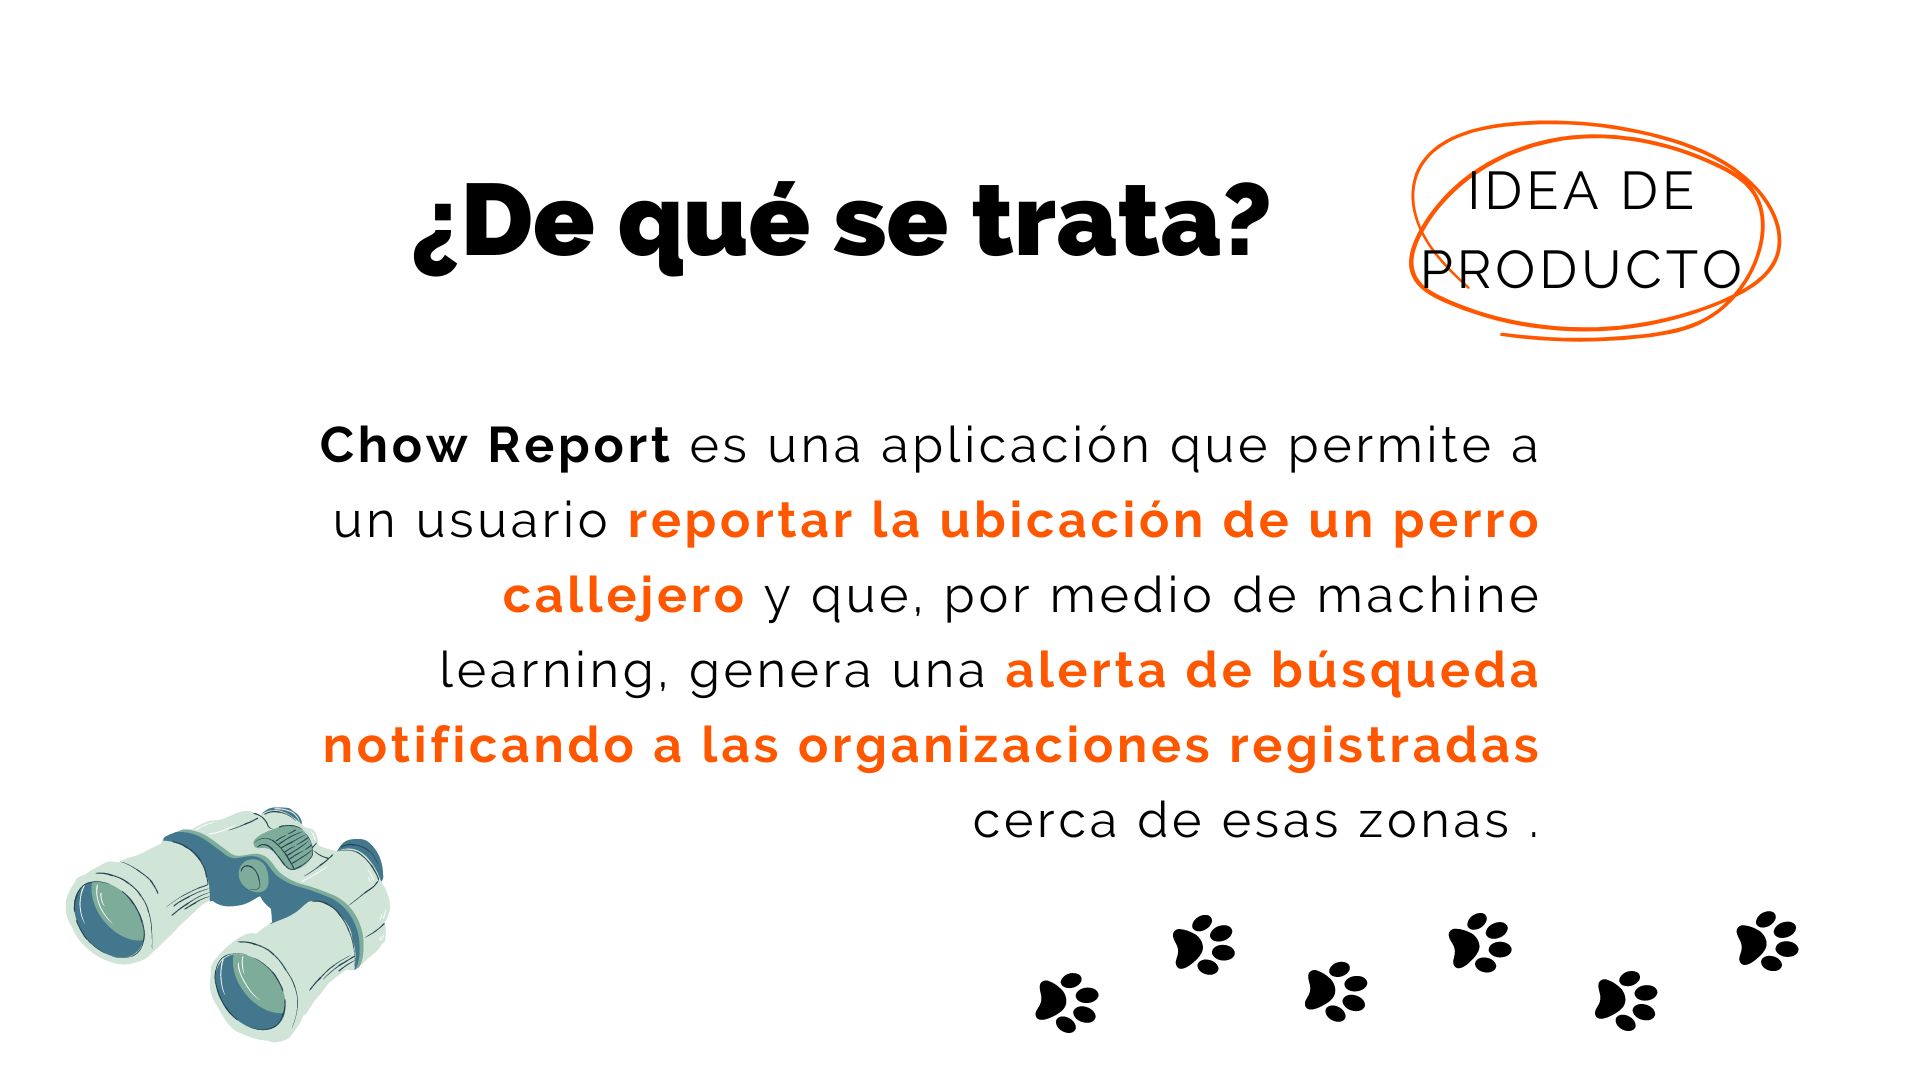 ¿De qué se trata?
IDEA DE
PRODUCTO
Chow Report es una aplicación que permite a
un usuario reportar la ubicación de un perro
callejero y que, por medio de machine
learning, genera una alerta de búsqueda
notificando a las organizaciones registradas
cerca de esas zonas .